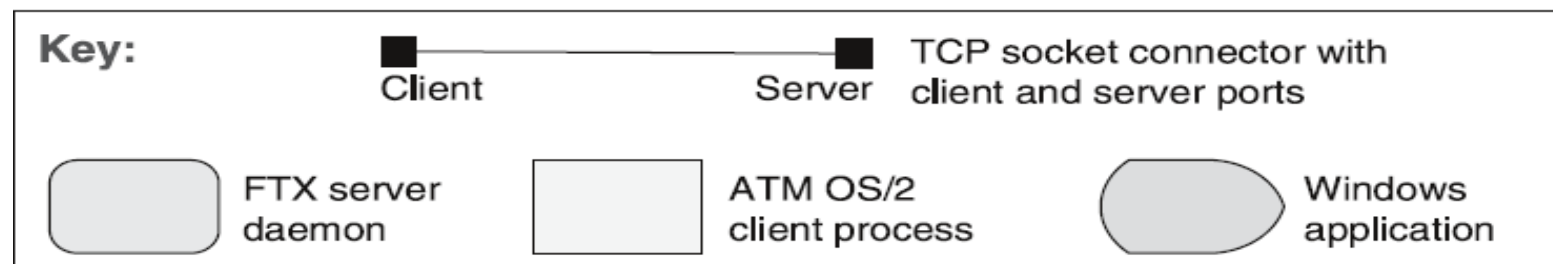 Key:
Client
Server
TCP socket connector with
client and server ports
FTX server
daemon
ATM OS/2
client process
Windows
application